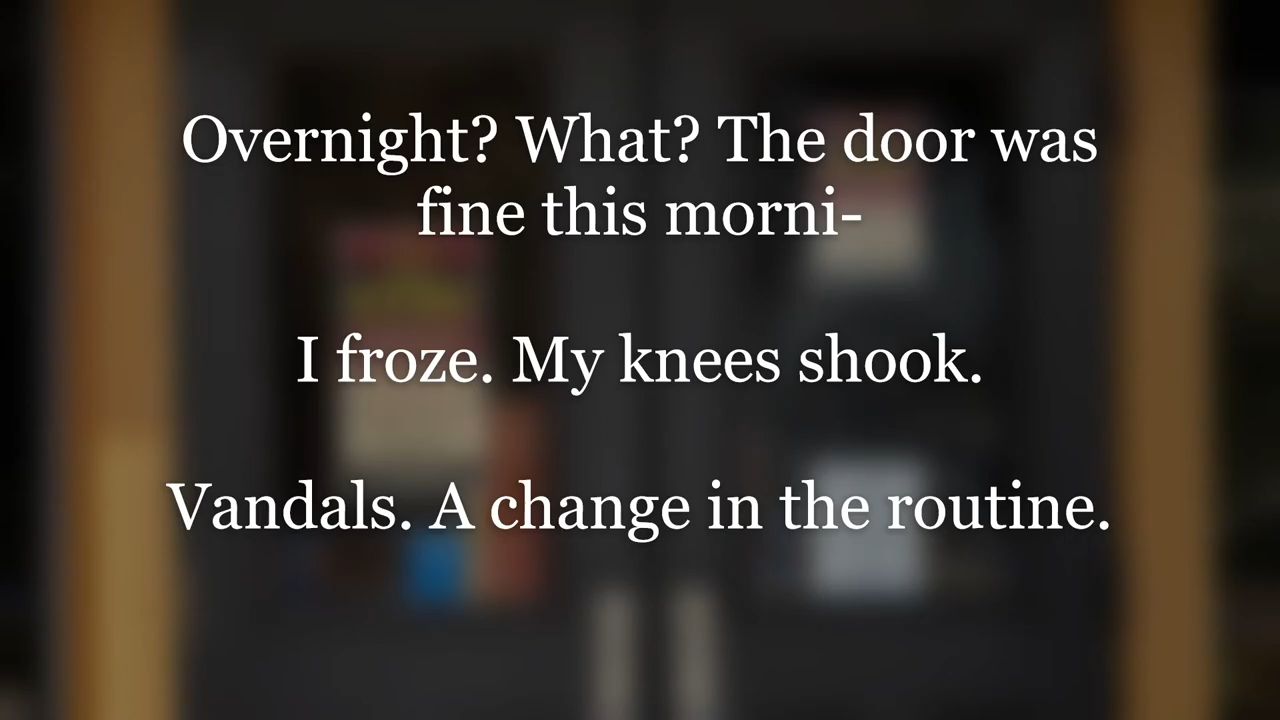 Overnight? What? The door was
fine this morni-
I froze. My knees shook.
Vandals. A change in the routine.